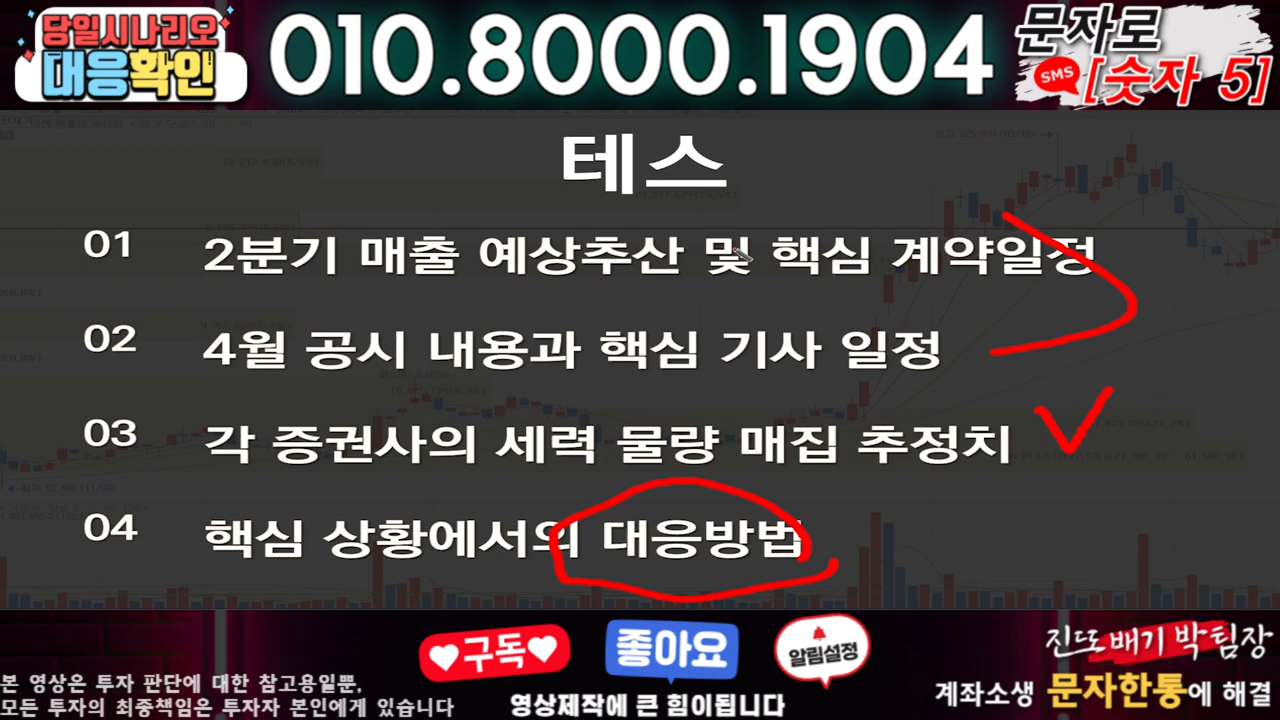 당일시나리오
대응확인
010.8000.1904
문자로
SMS
[숫자 5]
테스
01
2분기 매출 예상추산 및 핵심 계약일정
02
4월 공시 내용과 핵심 기사 일정
03
각 증권사의 세력 물량 매집 추정치
04
핵심 상황에서의 대응방법
구독
좋아요
알림설정
영상제작에 큰 힘이됩니다
본 영상은 투자 판단에 대한 참고용일뿐,
모든 투자의 최종책임은 투자자 본인에게 있습니다
진또배기 박팀장
계좌소생 문자한통에 해결